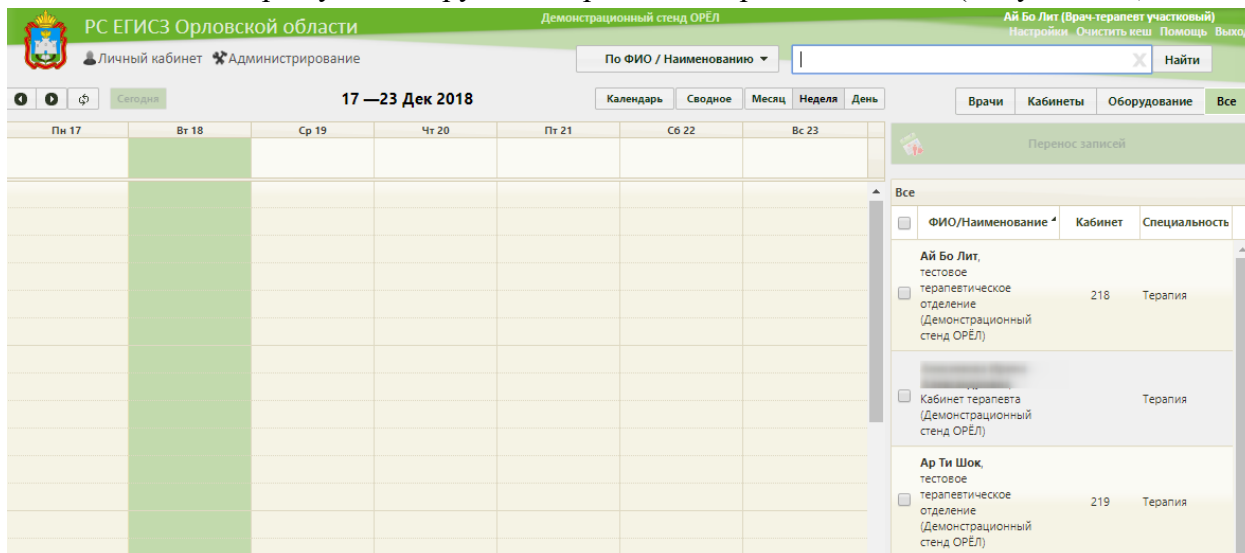 РС ЕГИСЗ Орловской области
Демонстрационный стенд ОРЁЛ
Ай Бо Лит (Врач-терапевт участковый)
Настройки Очистить кеш Помощь Выход
Личный кабинет Администрирование
По ФИО / Наименованию
Найти
Сегодня
17 —23 Дек 2018
Календарь Сводное Месяц Неделя День
Врачи Кабинеты Оборудование Все
Пн 17 Вт 18 Ср 19 Чт 20 Пт 21 Сб 22 Вс 23
Перенос записей
Все
ФИО/Наименование Кабинет Специальность
Ай Бо Лит,
тестовое
терапевтическое
отделение
(Демонстрационный
стенд ОРЁЛ)
218 Терапия
Кабинет терапевта
(Демонстрационный
стенд ОРЁЛ)
Терапия
Ар Ти Шок,
тестовое
терапевтическое
отделение
(Демонстрационный
стенд ОРЁЛ)
219 Терапия